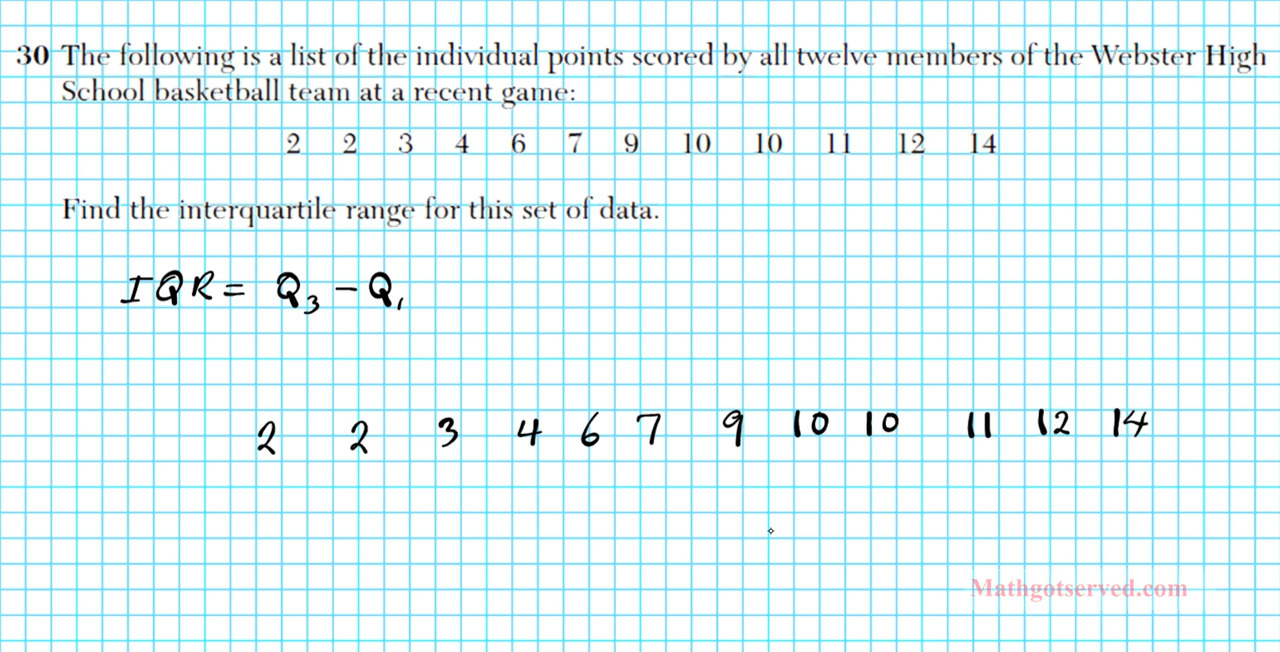 30 The following is a list of the individual points scored by all twelve members of the Webster High
School basketball team at a recent game:
2 2 3 4 6 7 9 10 10 11 12 14
Find the interquartile range for this set of data.
IQR = Q₃ - Q₁
2 2 3 4 6 7 9 10 10 11 12 14
Mathgotserved.com